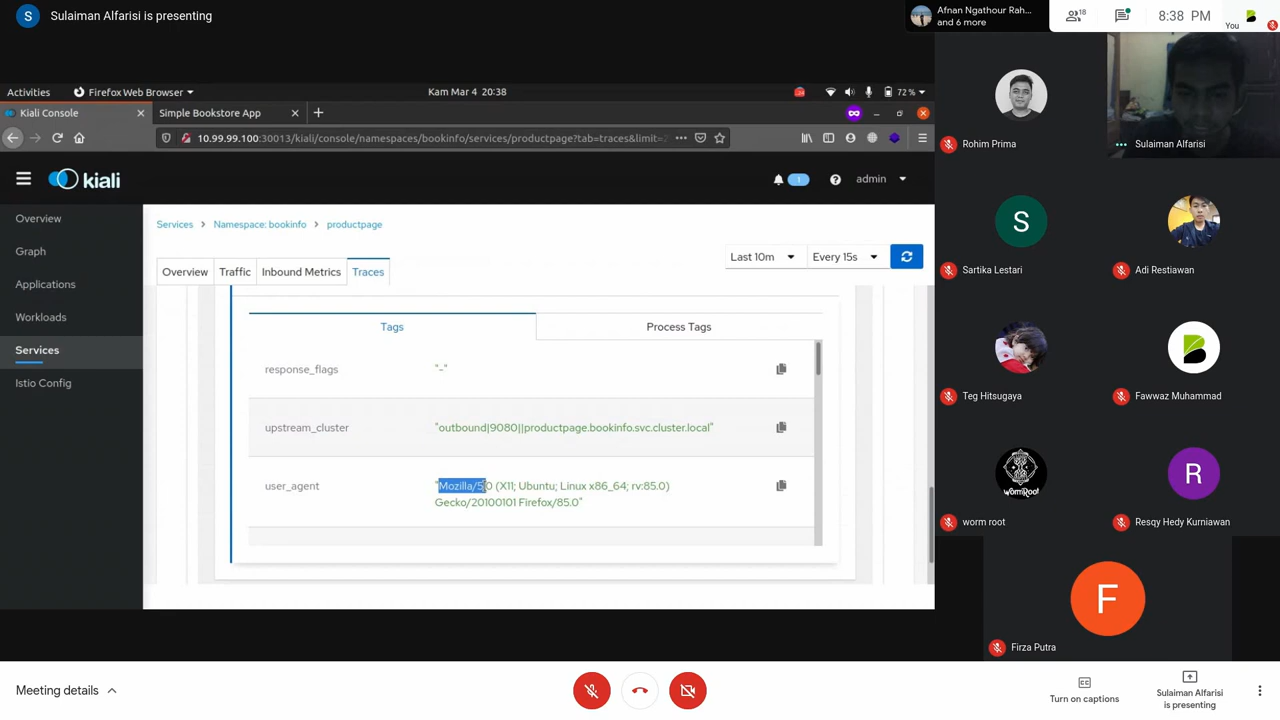 S Sulaiman Alfarisi is presenting
Afnan Ngathour Rah...
and 6 more
18
8:38 PM
You
Activities
Firefox Web Browser
Kam Mar 4 20:38
72 %
Kiali Console
Simple Bookstore App
10.99.99.100:30013/kiali/console/namespaces/bookinfo/services/productpage?tab=traces&limit=2
kiali
1
admin
Overview
Graph
Applications
Workloads
Services
Istio Config
Services > Namespace: bookinfo > productpage
Overview
Traffic
Inbound Metrics
Traces
Last 10m
Every 15s
Tags
Process Tags
response_flags
"-"
upstream_cluster
"outbound|9080||productpage.bookinfo.svc.cluster.local"
user_agent
"Mozilla/5.0 (X11; Ubuntu; Linux x86_64; rv:85.0)
Gecko/20100101 Firefox/85.0"
Rohim Prima
Sulaiman Alfarisi
S
Sartika Lestari
Adi Restiawan
Teg Hitsugaya
Fawwaz Muhammad
WormRoot
worm root
R
Resqy Hedy Kurniawan
F
Firza Putra
Meeting details
Turn on captions
Sulaiman Alfarisi
is presenting